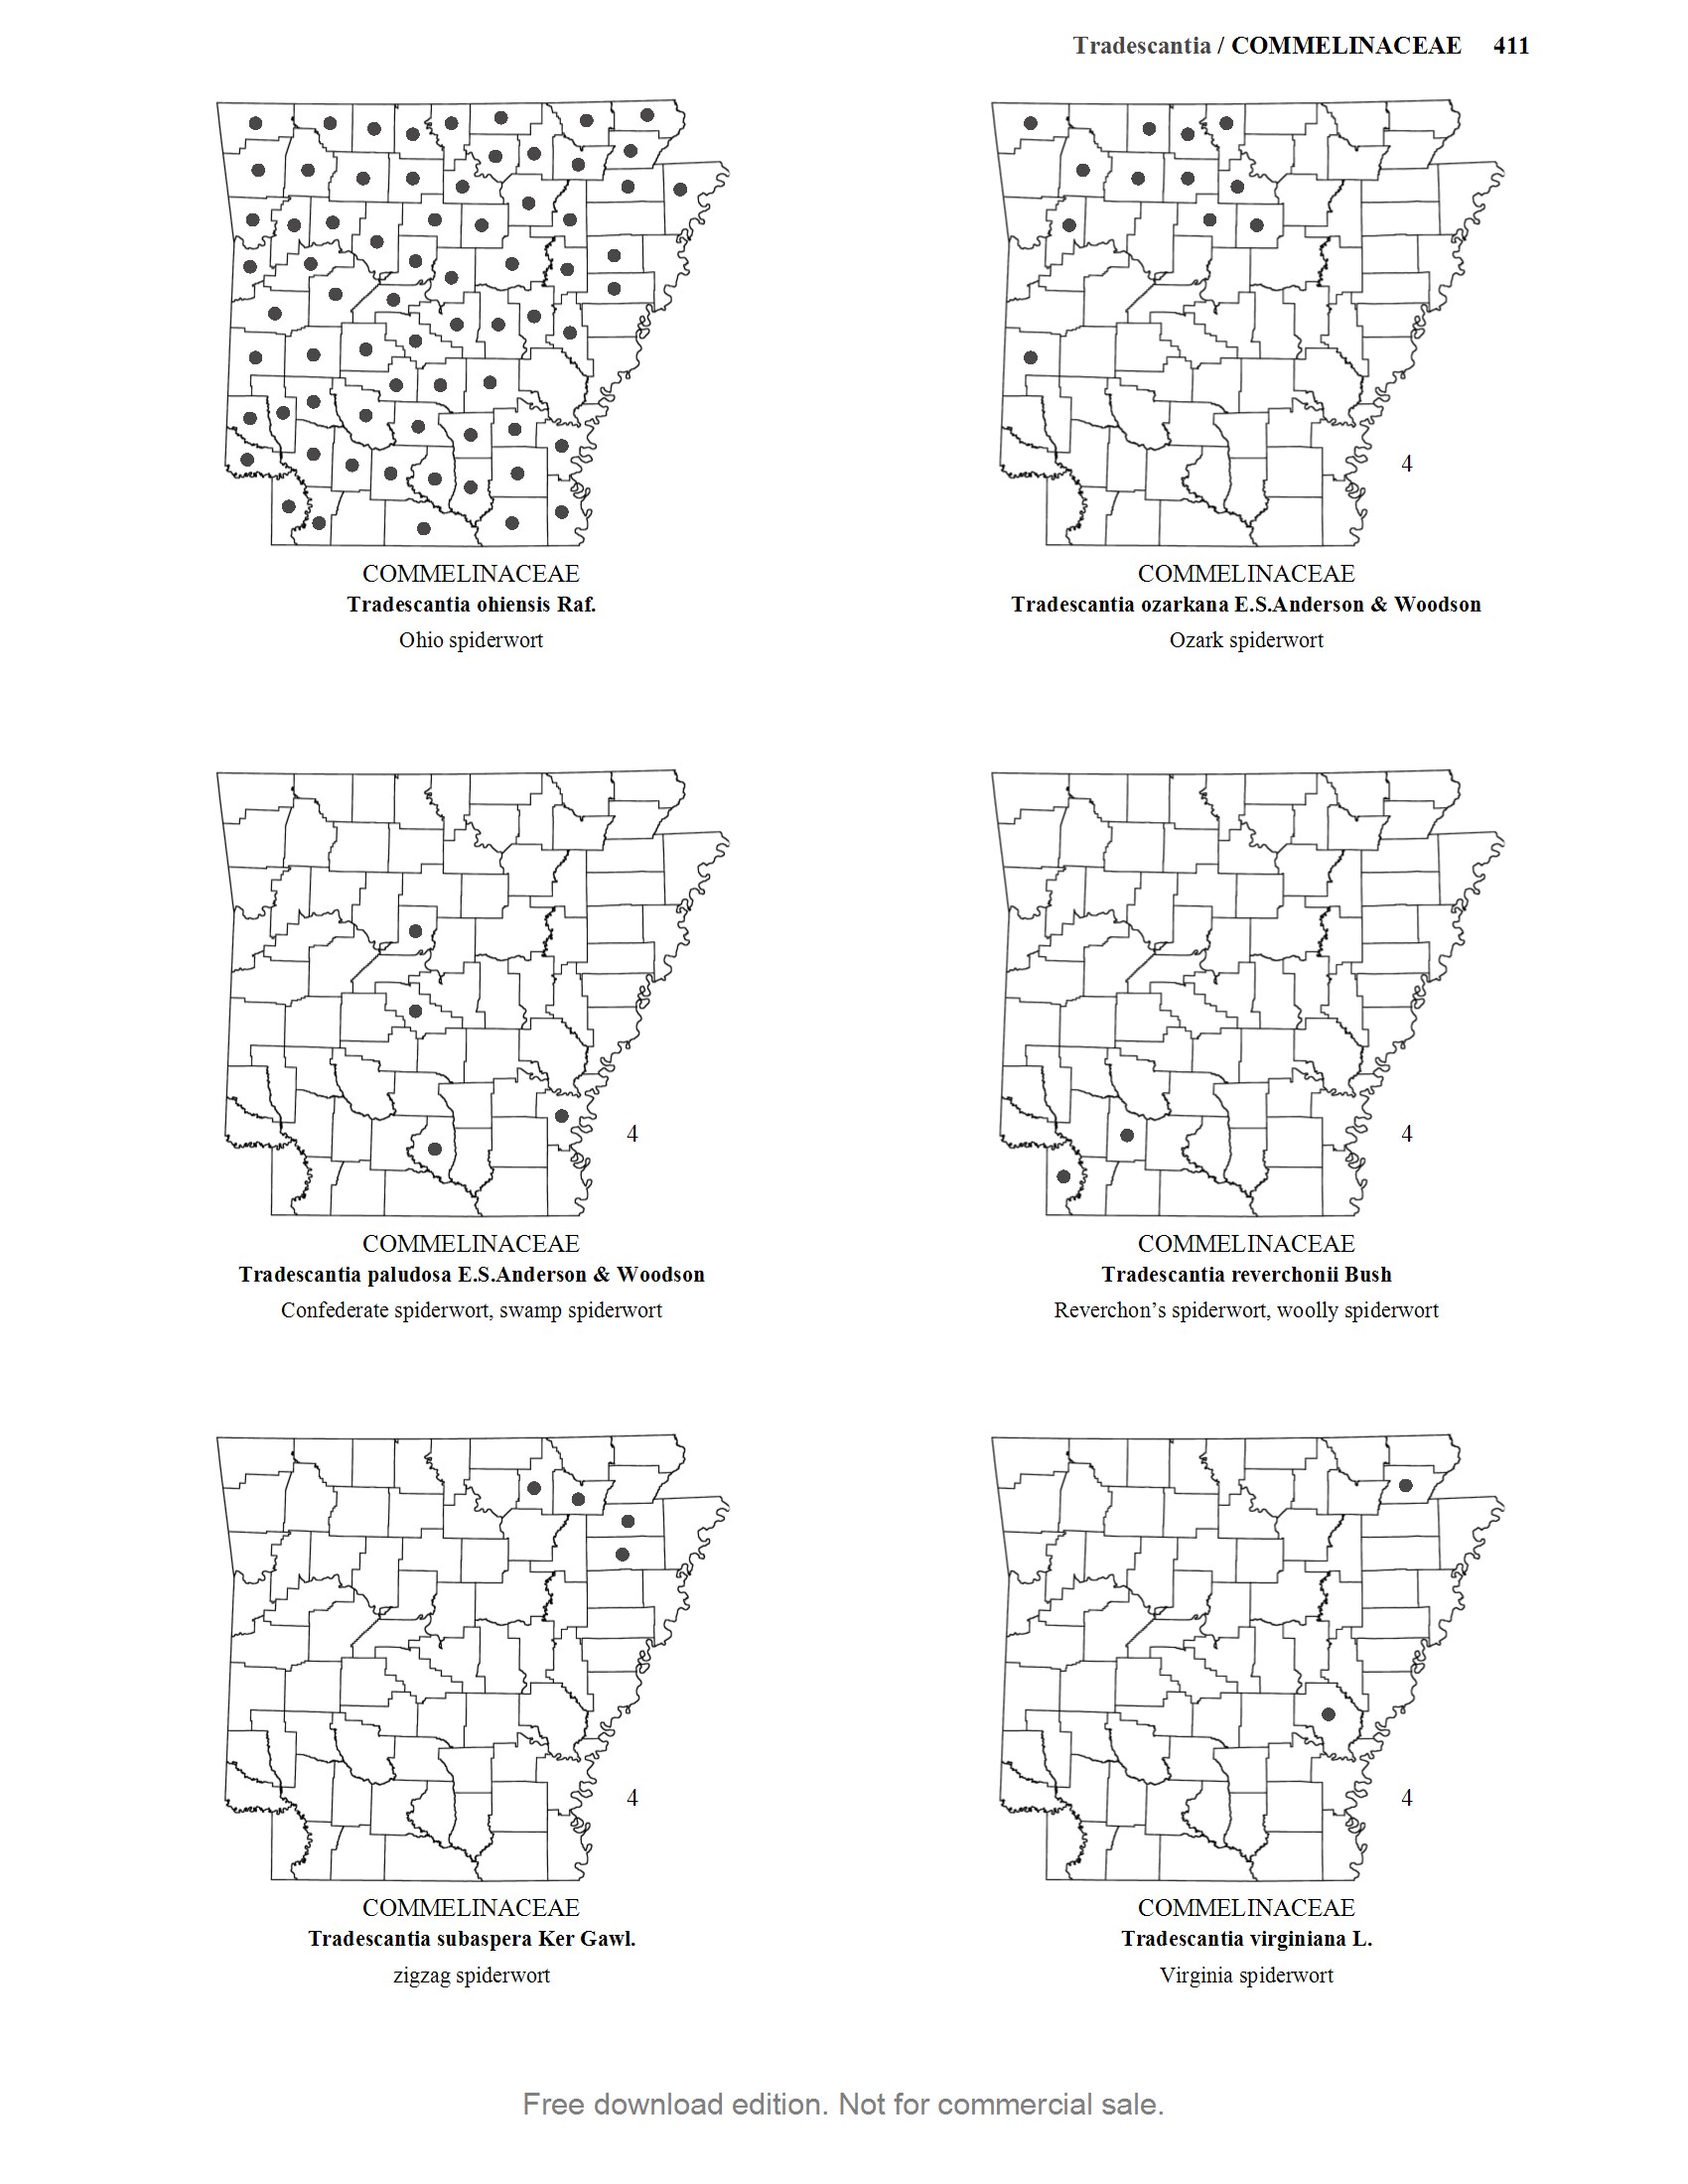 Tradescantia / COMMELINACEAE 411
COMMELINACEAE
Tradescantia ohiensis Raf.
Ohio spiderwort
4
COMMELINACEAE
Tradescantia ozarkana E.S.Anderson & Woodson
Ozark spiderwort
4
COMMELINACEAE
Tradescantia paludosa E.S.Anderson & Woodson
Confederate spiderwort, swamp spiderwort
4
COMMELINACEAE
Tradescantia reverchonii Bush
Reverchon’s spiderwort, woolly spiderwort
4
COMMELINACEAE
Tradescantia subaspera Ker Gawl.
zigzag spiderwort
4
COMMELINACEAE
Tradescantia virginiana L.
Virginia spiderwort
Free download edition. Not for commercial sale.